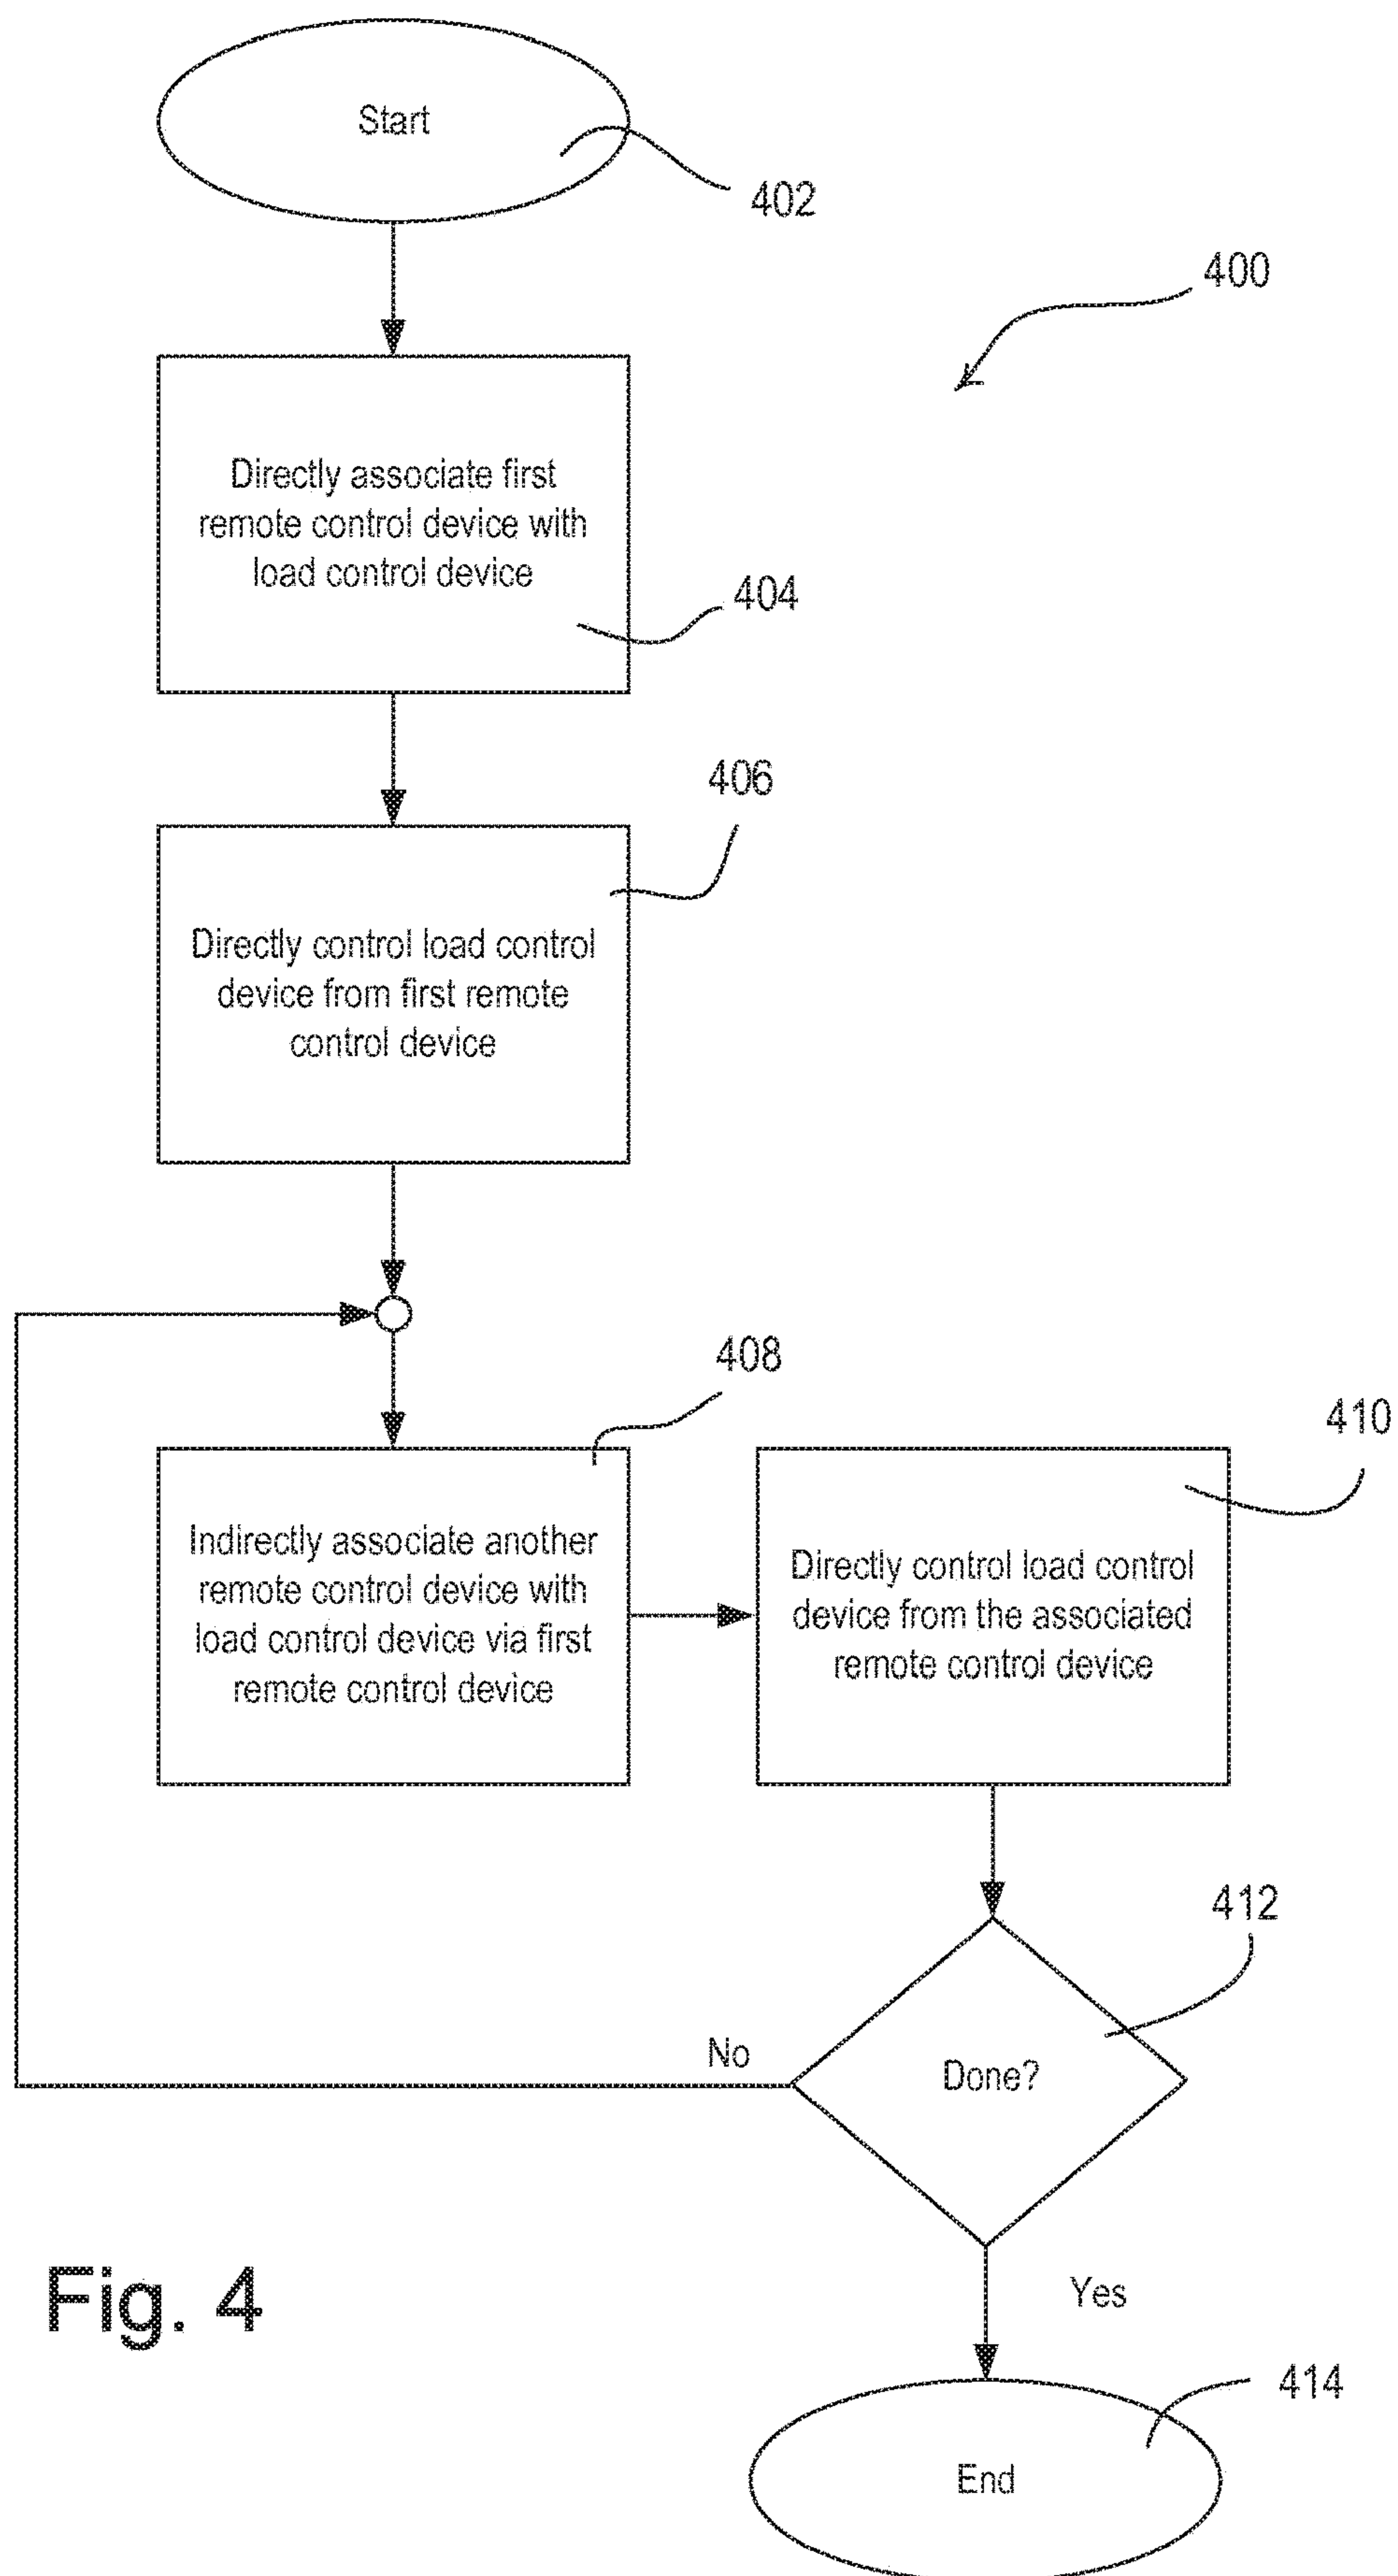 Start
402
400
Directly associate first
remote control device with
load control device
404
406
Directly control load control
device from first remote
control device
408
410
Indirectly associate another
remote control device with
load control device via first
remote control device
Directly control load control
device from the associated
remote control device
412
No
Done?
Yes
Fig. 4
414
End